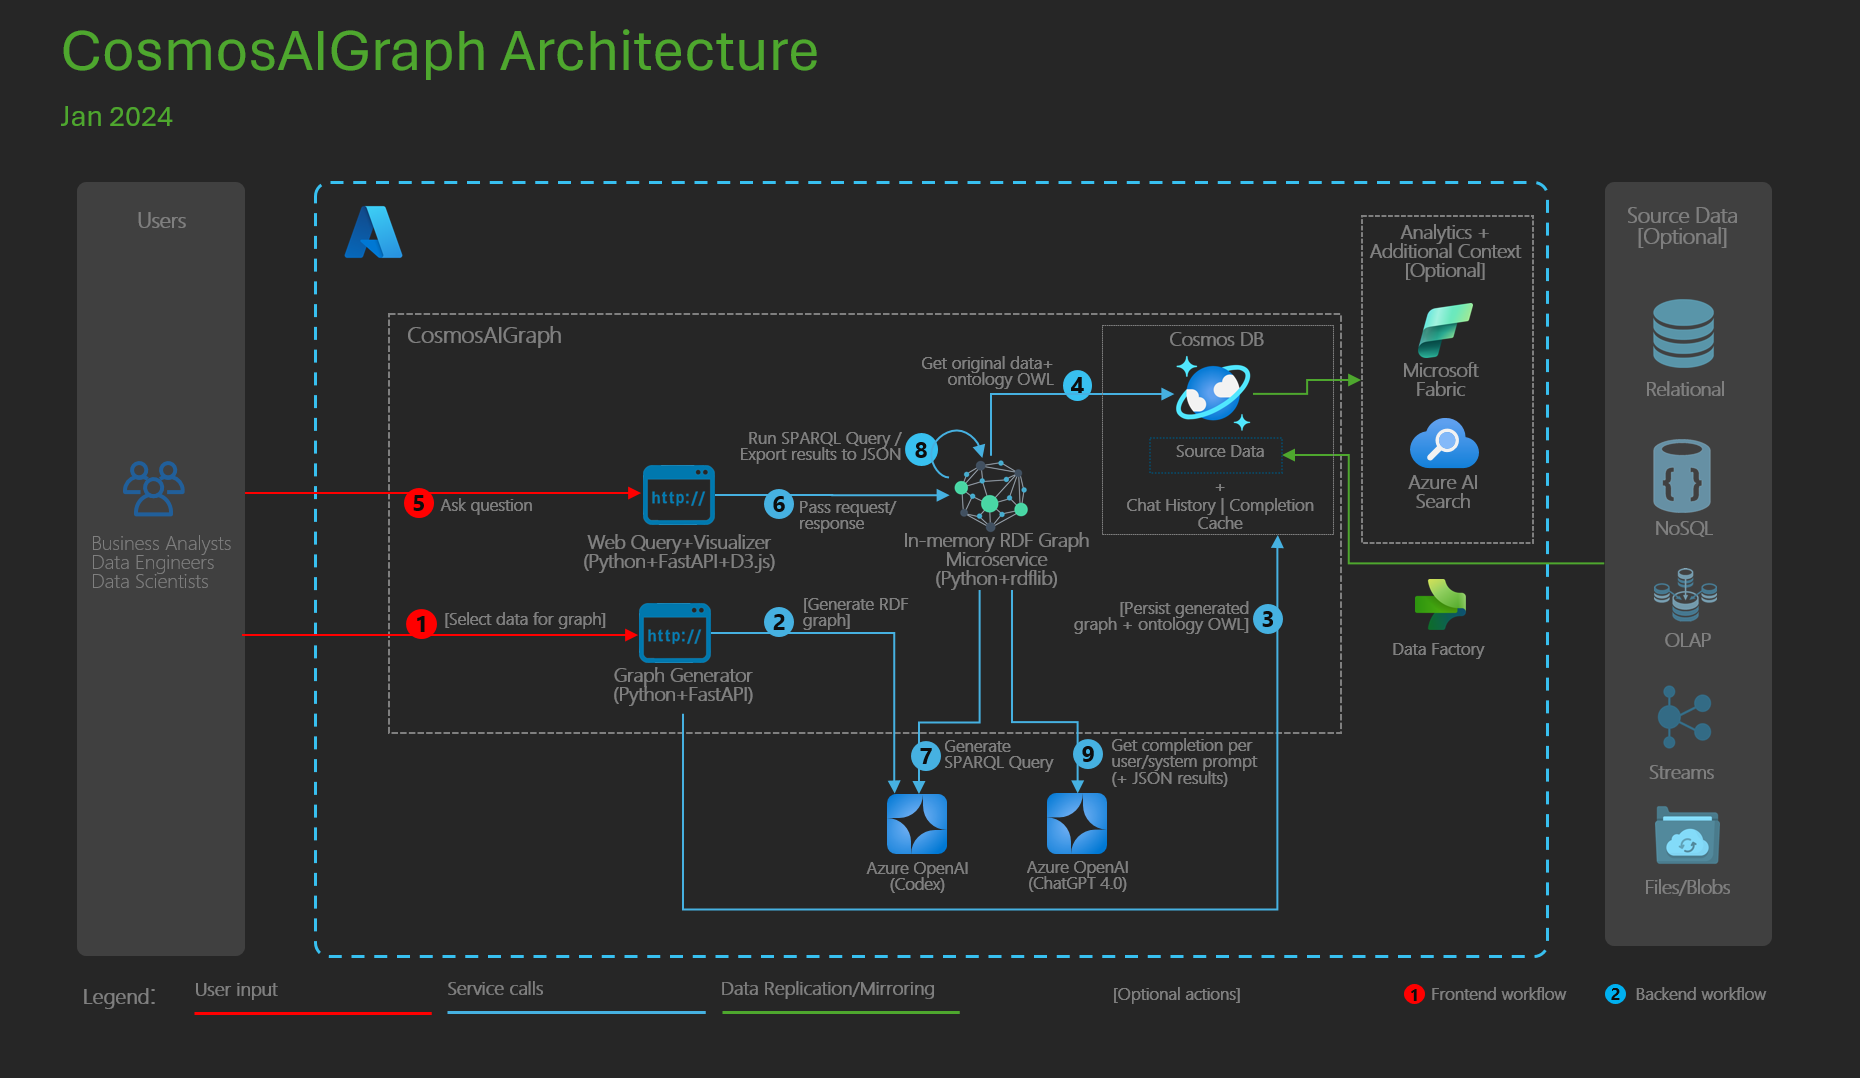 CosmosAIGraph Architecture
Jan 2024
Users
Business Analysts
Data Engineers
Data Scientists
CosmosAIGraph
5
Ask question
http://
Web Query+Visualizer
(Python+FastAPI+D3.js)
1
[Select data for graph]
http://
Graph Generator
(Python+FastAPI)
6
Pass request/
response
2
[Generate RDF
graph]
Run SPARQL Query /
Export results to JSON
8
In-memory RDF Graph
Microservice
(Python+rdflib)
Get original data+
ontology OWL
4
Cosmos DB
Source Data
+
Chat History | Completion
Cache
[Persist generated
graph + ontology OWL]
3
7
Generate
SPARQL Query
Azure OpenAI
(Codex)
9
Get completion per
user/system prompt
(+ JSON results)
Azure OpenAI
(ChatGPT 4.0)
Analytics +
Additional Context
[Optional]
Microsoft
Fabric
Azure AI
Search
Data Factory
Source Data
[Optional]
Relational
{ }
NoSQL
OLAP
Streams
Files/Blobs
Legend:
User input
Service calls
Data Replication/Mirroring
[Optional actions]
1 Frontend workflow
2 Backend workflow